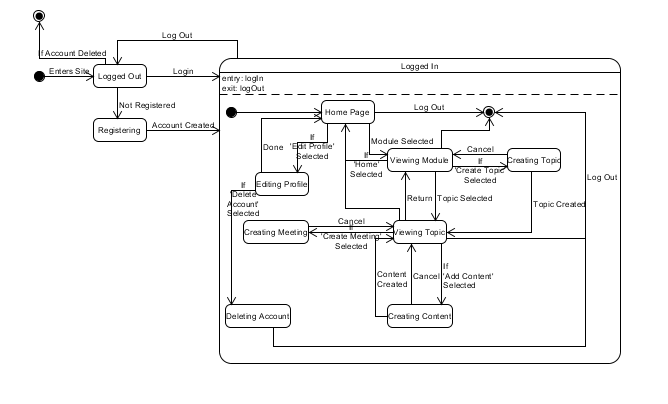 Log Out
If Account Deleted
Logged In
Enters Site
Logged Out
Login
entry: logIn
exit: logOut
Not Registered
Home Page
Log Out
Registering
Account Created
If
'Edit Profile'
Selected
Module Selected
Done
If
'Home'
Selected
Viewing Module
Cancel
If
'Create Topic'
Selected
Creating Topic
Log Out
Editing Profile
If
'Delete
Account'
Selected
Return
Topic Selected
Topic Created
Creating Meeting
Cancel
If
'Create Meeting'
Selected
Viewing Topic
Content
Created
Cancel
If
'Add Content'
Selected
Deleting Account
Creating Content